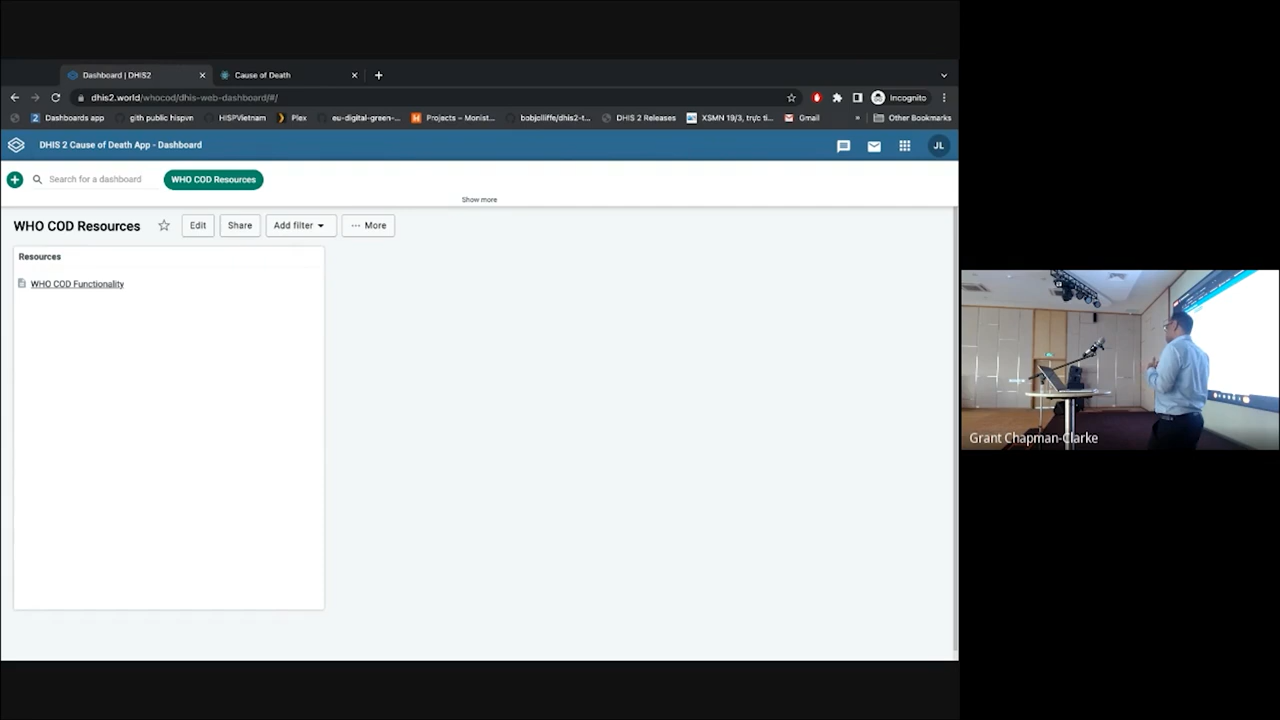 Dashboard | DHIS2
Cause of Death
dhis2.world/whocod/dhis-web-dashboard/#/
Incognito
Dashboards app
gith public hispvn
HISPVietnam
Plex
eu-digital-green-...
Projects – Monist...
bobjolliffe/dhis2-t...
DHIS 2 Releases
XSMN 19/3, trực ti...
Gmail
»
Other Bookmarks
DHIS 2 Cause of Death App - Dashboard
JL
Search for a dashboard
WHO COD Resources
Show more
WHO COD Resources
Edit
Share
Add filter
··· More
Resources
WHO COD Functionality
Grant Chapman-Clarke